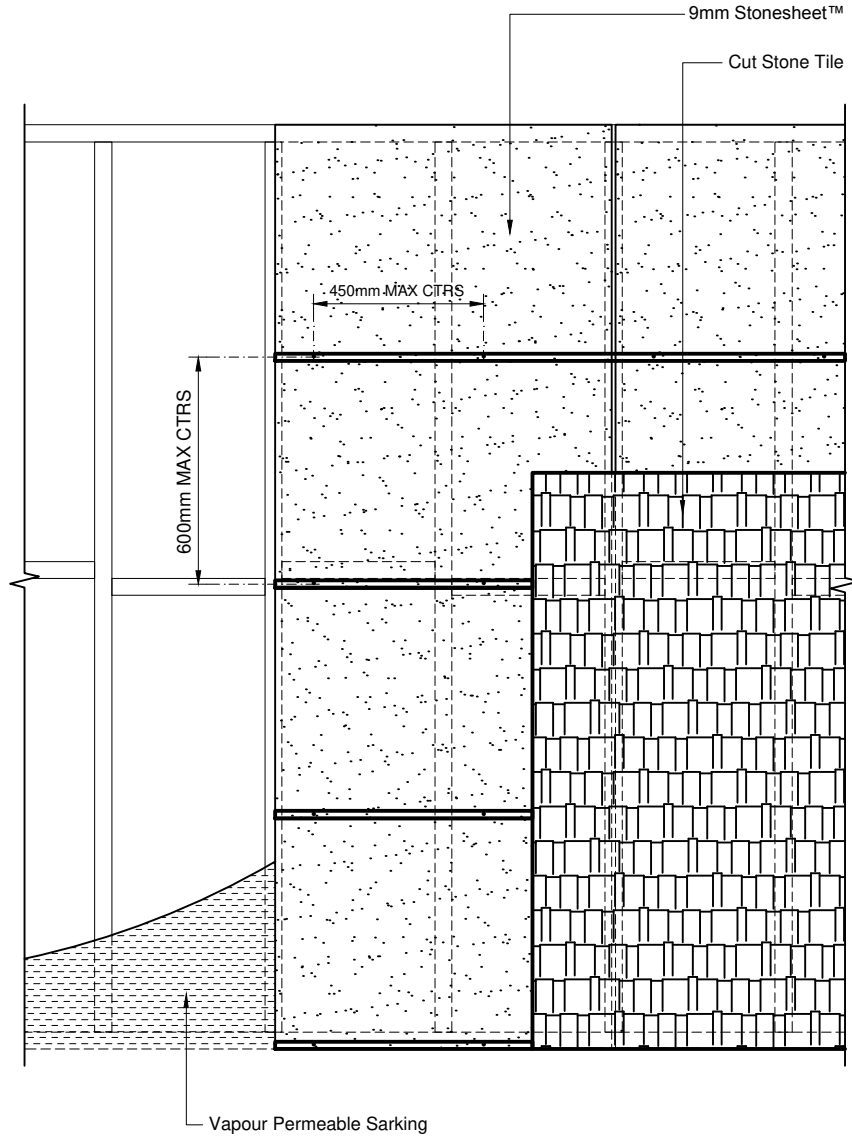 9mm Stonesheet™
Cut Stone Tile
450mm MAX CTRS
600mm MAX CTRS
Vapour Permeable Sarking